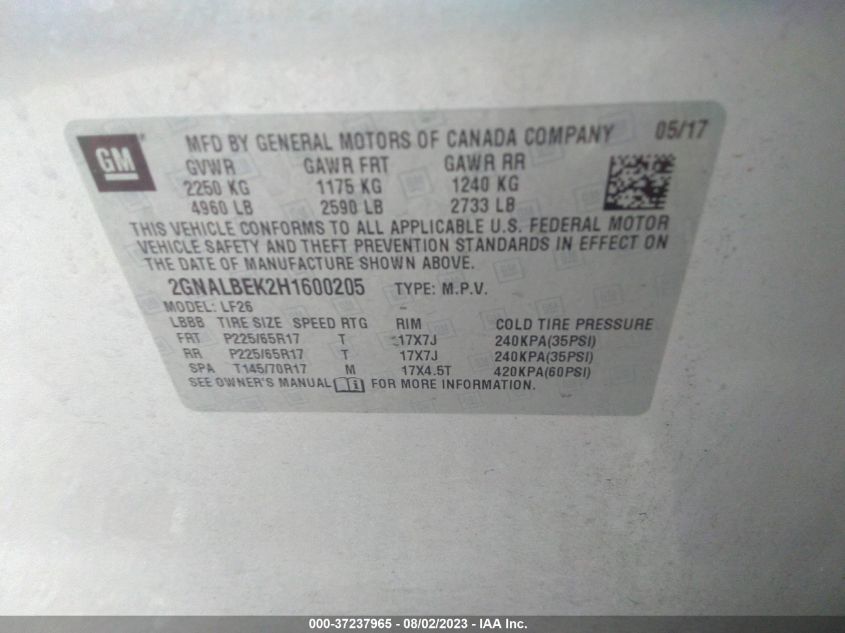 GM
MFD BY GENERAL MOTORS OF CANADA COMPANY 05/17
GVWR GAWR FRT GAWR RR
2250 KG 1175 KG 1240 KG
4960 LB 2590 LB 2733 LB
THIS VEHICLE CONFORMS TO ALL APPLICABLE U.S. FEDERAL MOTOR
VEHICLE SAFETY AND THEFT PREVENTION STANDARDS IN EFFECT ON
THE DATE OF MANUFACTURE SHOWN ABOVE.
2GNALBEK2H1600205 TYPE: M.P.V.
MODEL: LF26
LBBB TIRE SIZE SPEED RTG RIM COLD TIRE PRESSURE
FRT P225/65R17 T 17X7J 240KPA(35PSI)
RR P225/65R17 T 17X7J 240KPA(35PSI)
SPA T145/70R17 M 17X4.5T 420KPA(60PSI)
SEE OWNER'S MANUAL FOR MORE INFORMATION.
000-37237965 - 08/02/2023 - IAA Inc.